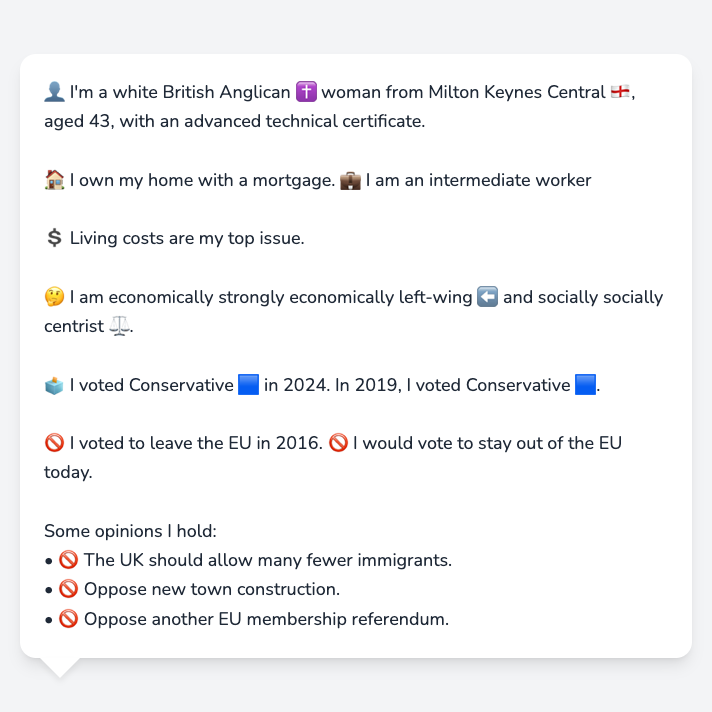 👤 I'm a white British Anglican ✝️ woman from Milton Keynes Central 🏴󠁧󠁢󠁥󠁮󠁧󠁿,
aged 43, with an advanced technical certificate.
🏠 I own my home with a mortgage. 💼 I am an intermediate worker
💲 Living costs are my top issue.
🤔 I am economically strongly economically left-wing ⬅️ and socially socially
centrist ⚖️.
🗳️ I voted Conservative 🟦 in 2024. In 2019, I voted Conservative 🟦.
🚫 I voted to leave the EU in 2016. 🚫 I would vote to stay out of the EU
today.
Some opinions I hold:
• 🚫 The UK should allow many fewer immigrants.
• 🚫 Oppose new town construction.
• 🚫 Oppose another EU membership referendum.